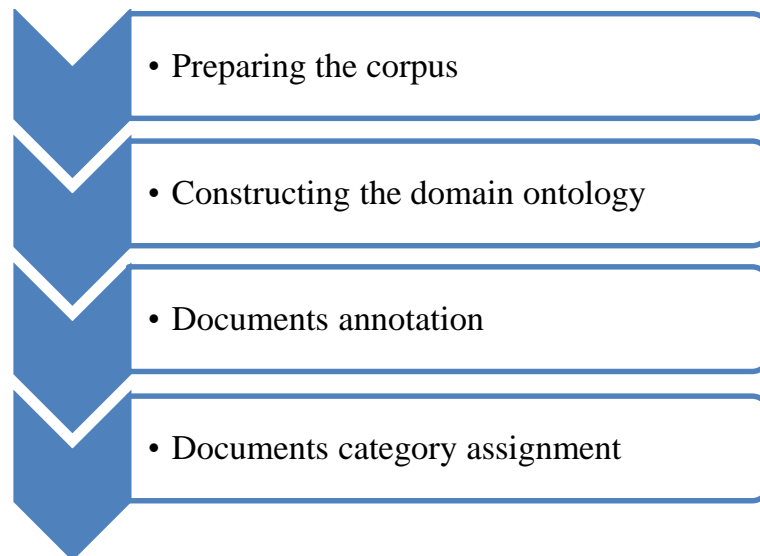 • Preparing the corpus
• Constructing the domain ontology
• Documents annotation
• Documents category assignment